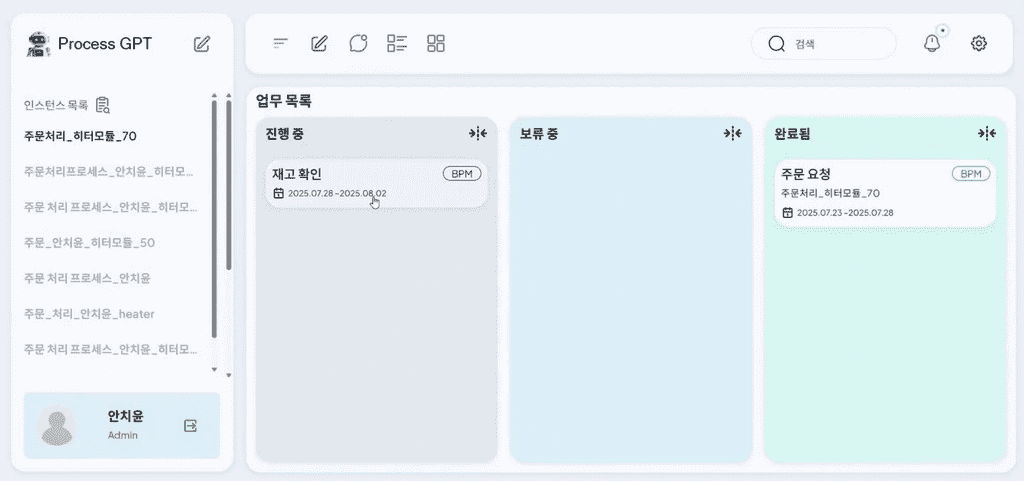 Process GPT
인스턴스 목록
주문처리_히터모듈_70
주문처리프로세스_안치윤_히터모...
주문 처리 프로세스_안치윤_히터모...
주문_안치윤_히터모듈_50
주문 처리 프로세스_안치윤
주문_처리_안치윤_heater
주문 처리 프로세스_안치윤_히터모...
안치윤
Admin
검색
업무 목록
진행 중
재고 확인
BPM
2025.07.28 ~2025.08.02
보류 중
완료됨
주문 요청
BPM
주문처리_히터모듈_70
2025.07.23 ~2025.07.28